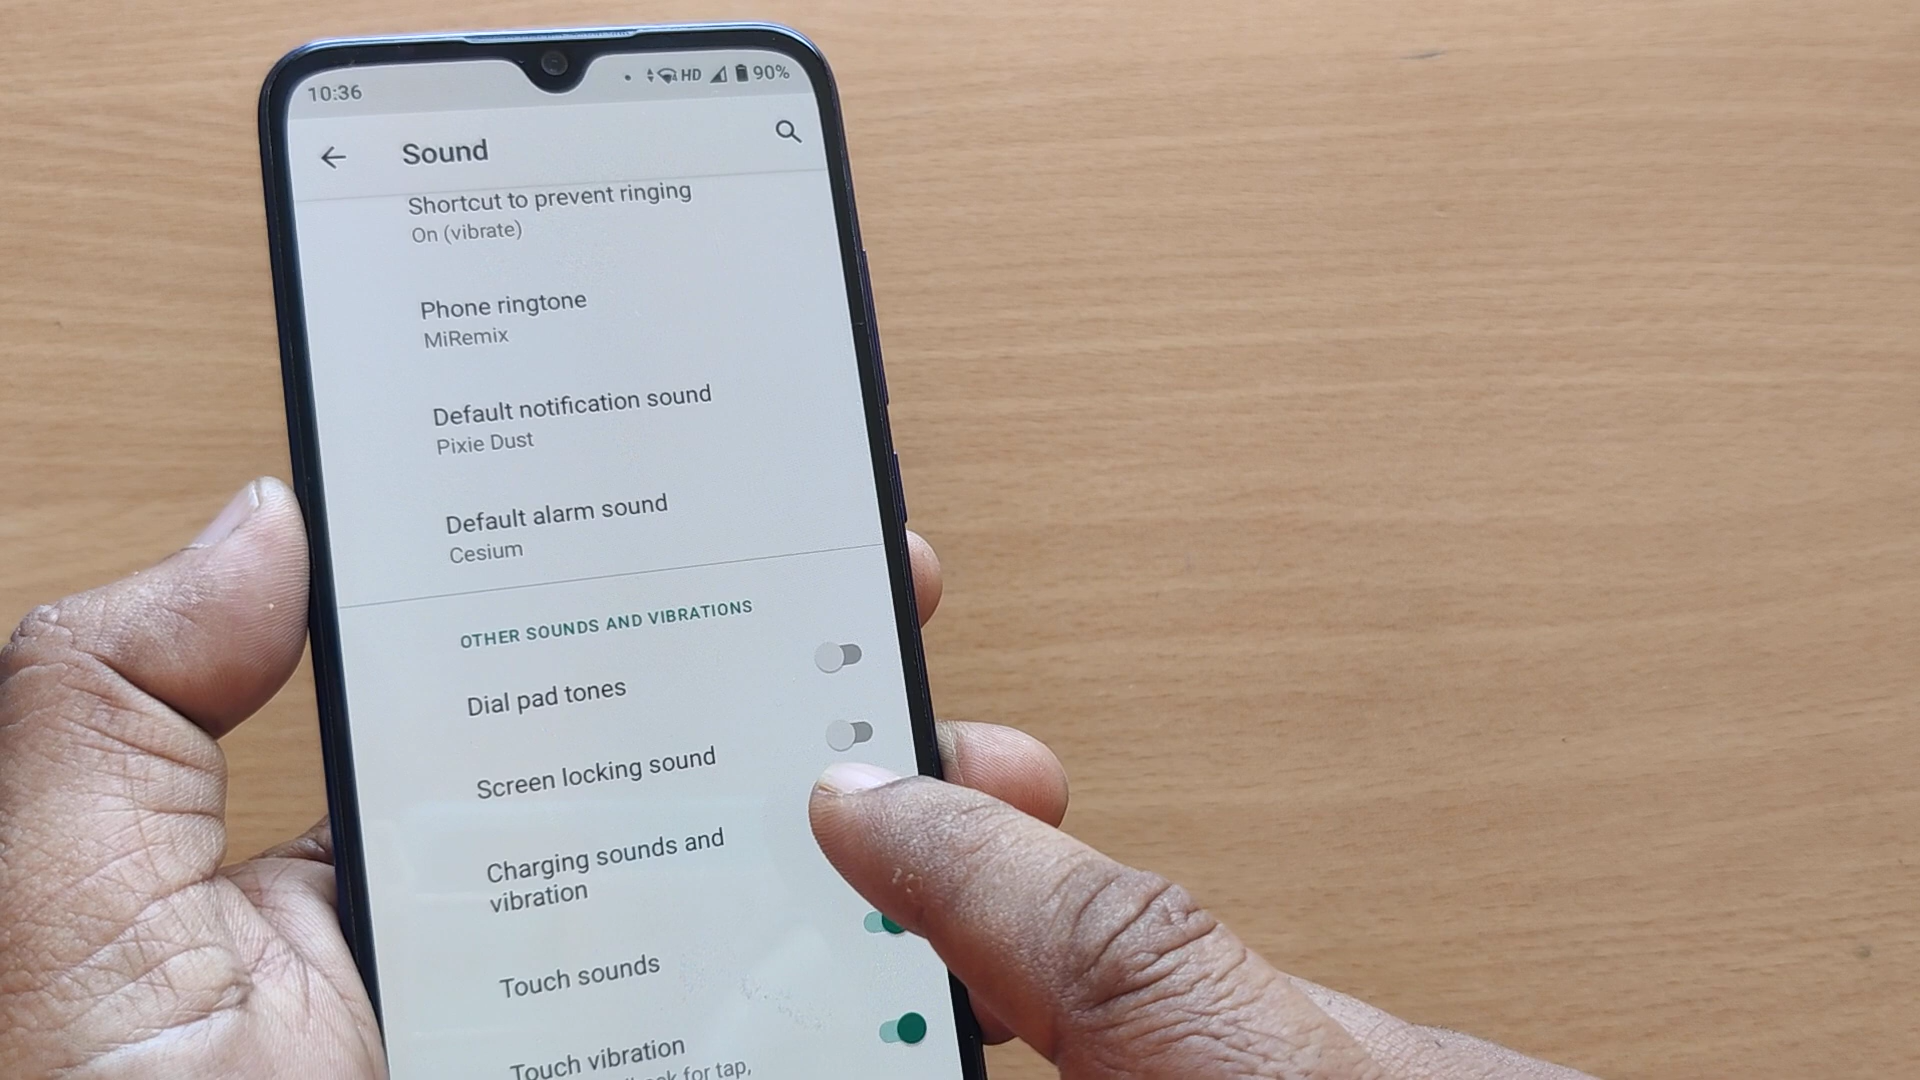 10:36
HD 90%
Sound
Shortcut to prevent ringing
On (vibrate)
Phone ringtone
MiRemix
Default notification sound
Pixie Dust
Default alarm sound
Cesium
OTHER SOUNDS AND VIBRATIONS
Dial pad tones
Screen locking sound
Charging sounds and
vibration
Touch sounds
Touch vibration
for tap,